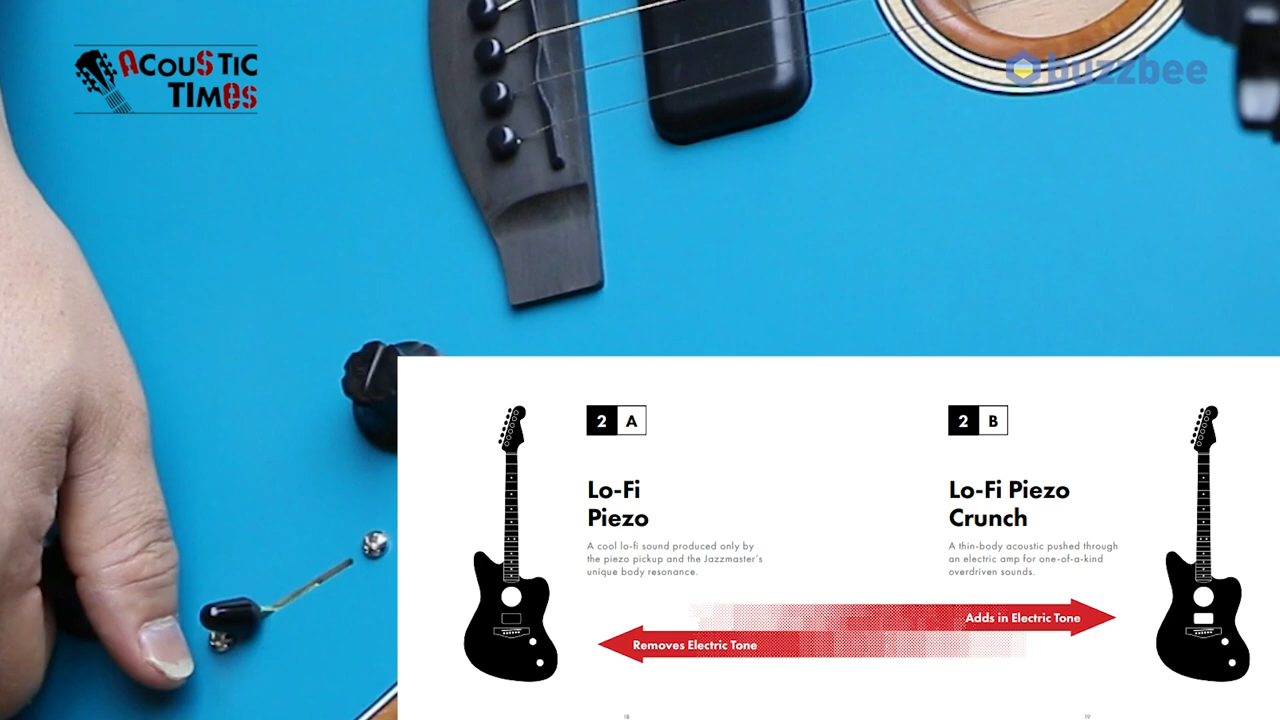 AcouStic
Times
buzzbee
2 A
Lo-Fi
Piezo
A cool lo-fi sound produced only by
the piezo pickup and the Jazzmaster's
unique body resonance.
2 B
Lo-Fi Piezo
Crunch
A thin-body acoustic pushed through
an electric amp for one-of-a-kind
overdriven sounds.
Adds in Electric Tone
Removes Electric Tone
18
19